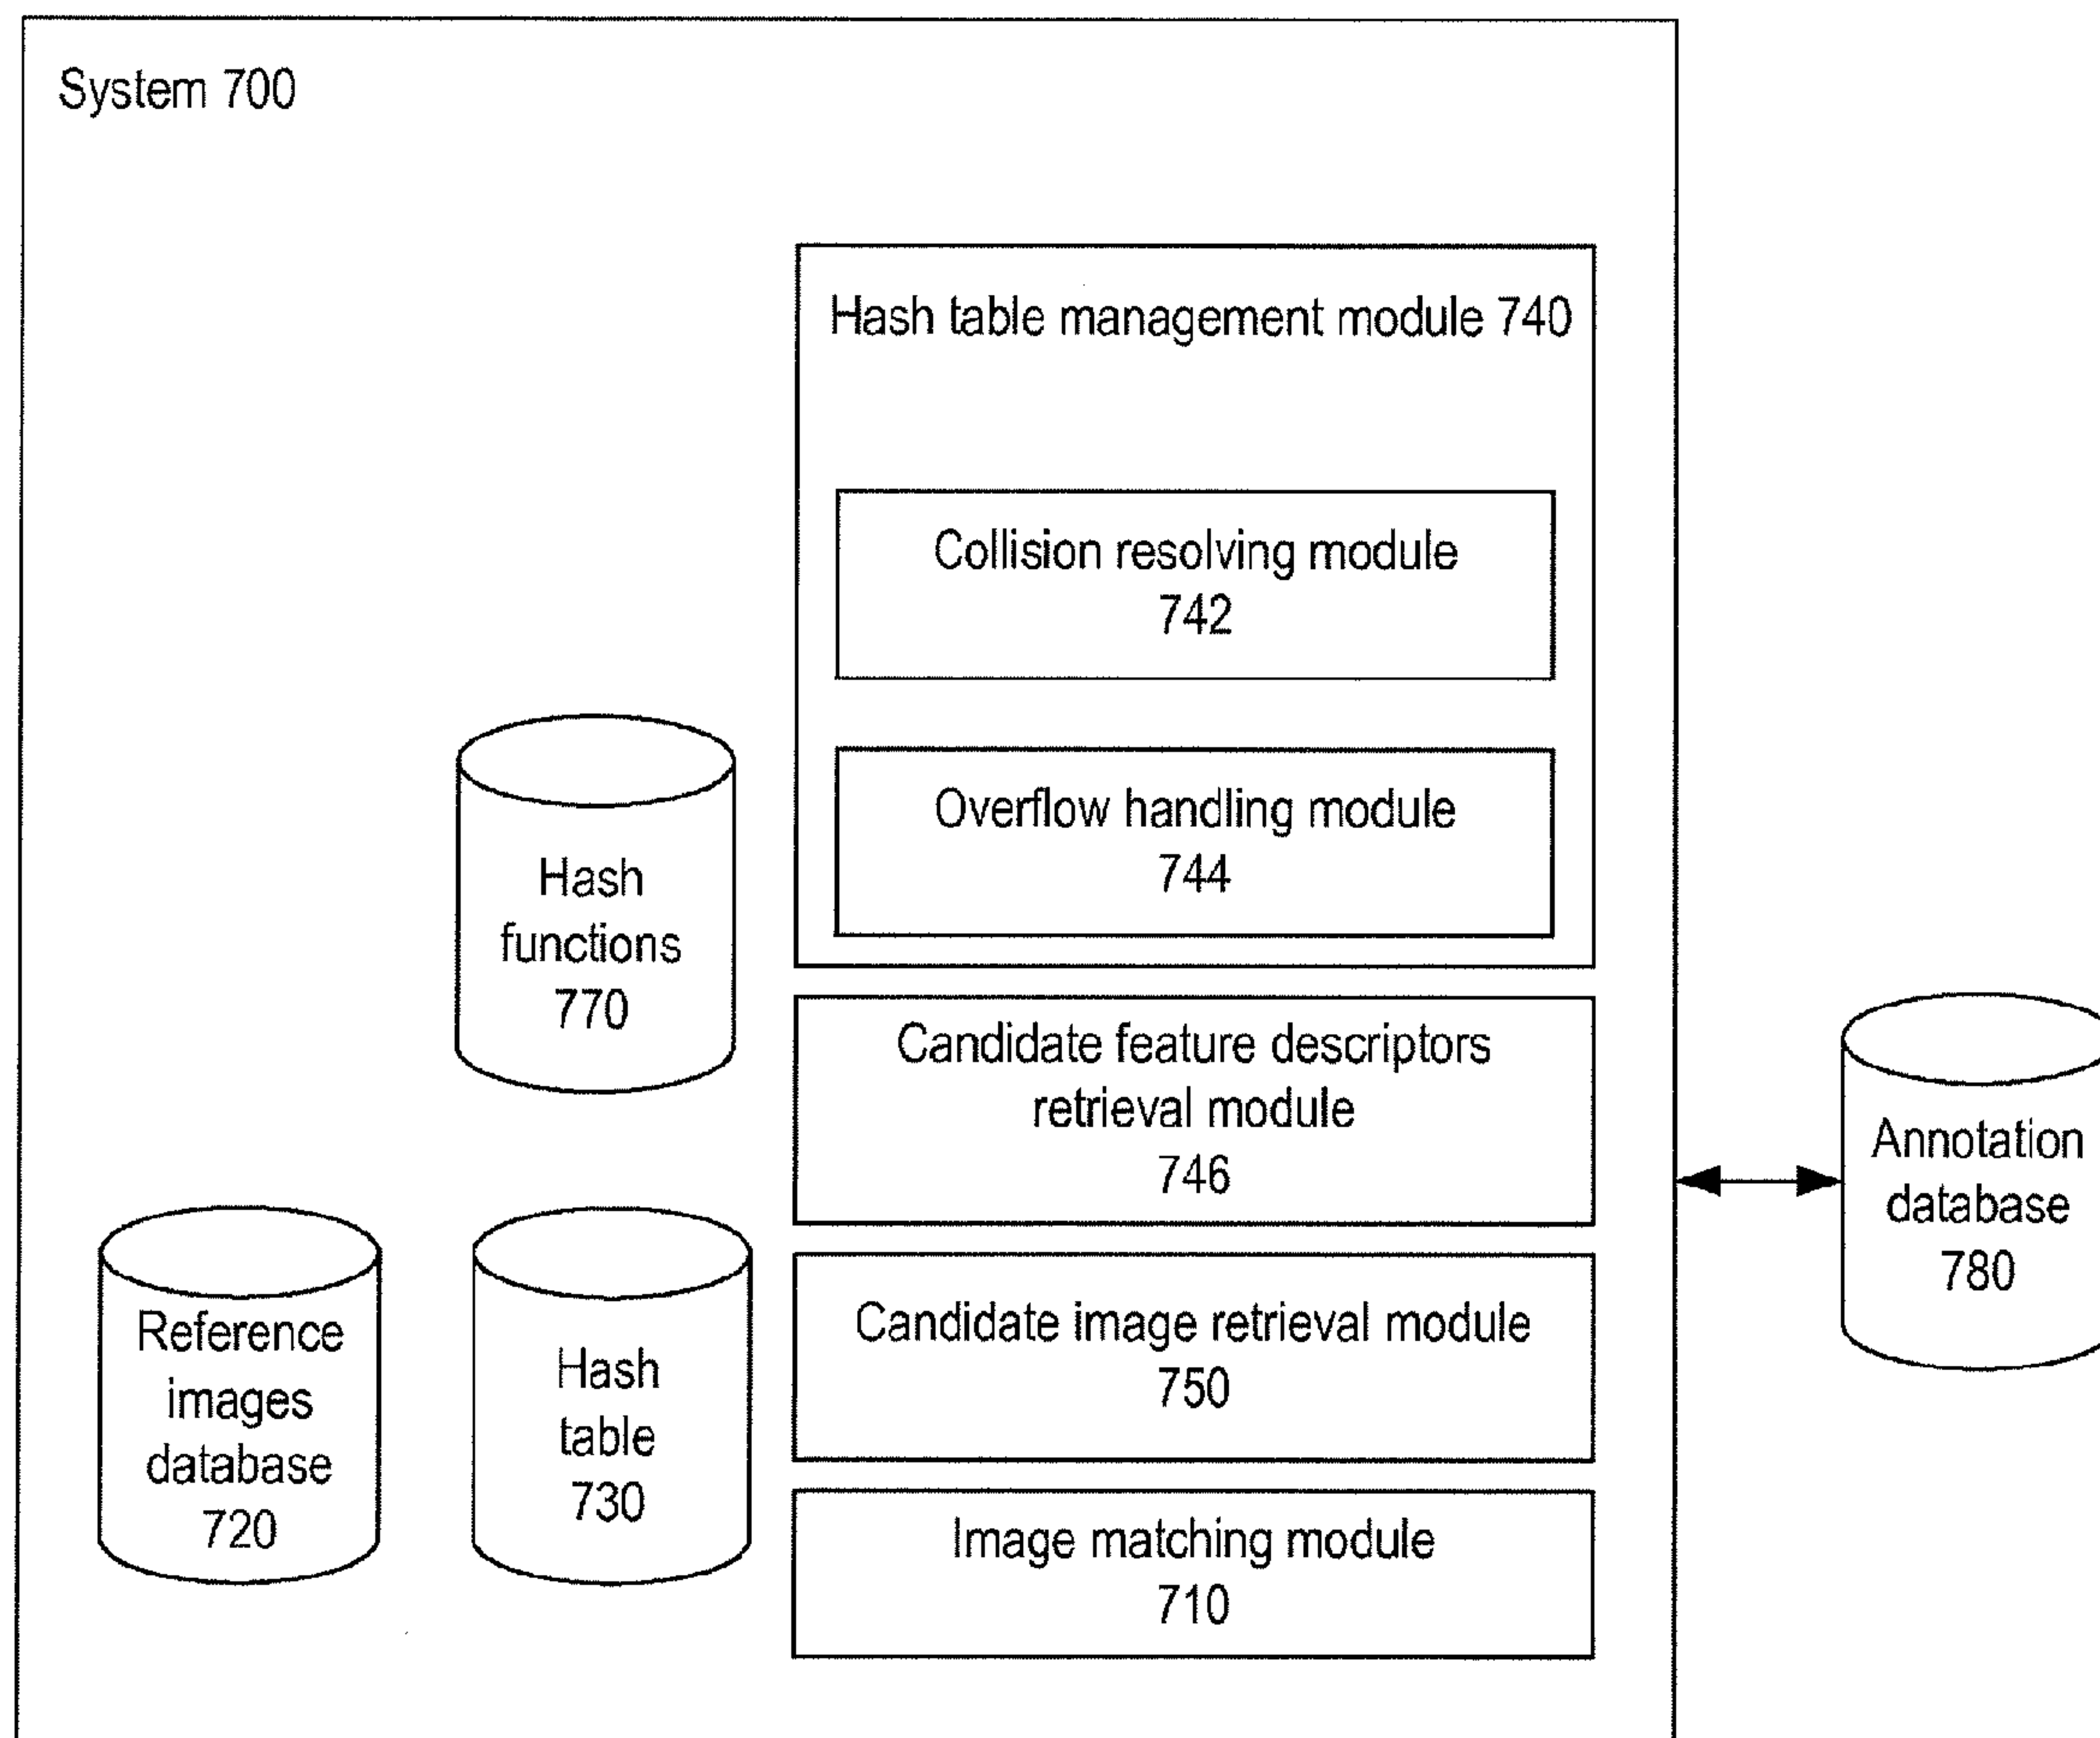 System 700
Hash table management module 740
Collision resolving module
742
Overflow handling module
744
Hash
functions
770
Candidate feature descriptors
retrieval module
746
Annotation
database
780
Reference
images
database
720
Hash
table
730
Candidate image retrieval module
750
Image matching module
710